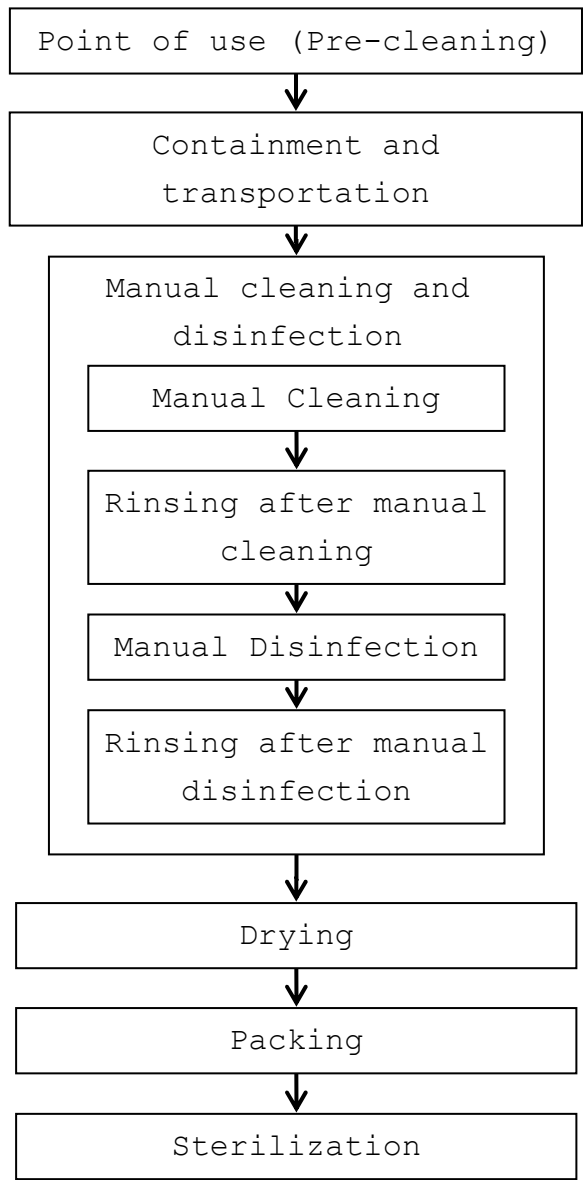 Point of use (Pre-cleaning)
Containment and
transportation
Manual cleaning and
disinfection
Manual Cleaning
Rinsing after manual
cleaning
Manual Disinfection
Rinsing after manual
disinfection
Drying
Packing
Sterilization